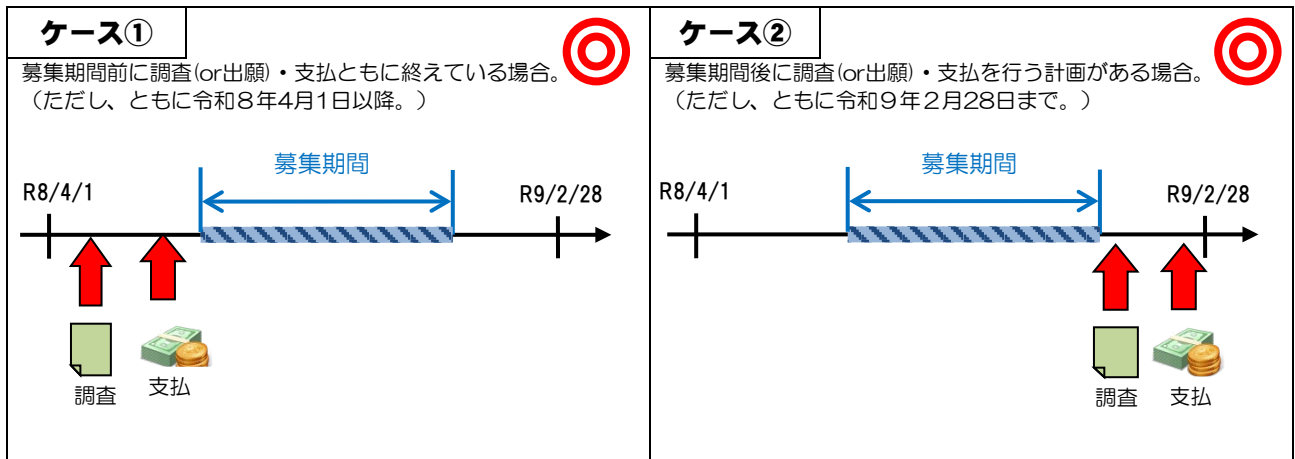 ケース①
募集期間前に調査(or出願)・支払ともに終えている場合。
（ただし、ともに令和８年4月1日以降。）
募集期間
R8/4/1
R9/2/28
調査
支払
ケース②
募集期間後に調査(or出願)・支払を行う計画がある場合。
（ただし、ともに令和９年２月28日まで。）
募集期間
R8/4/1
R9/2/28
調査
支払